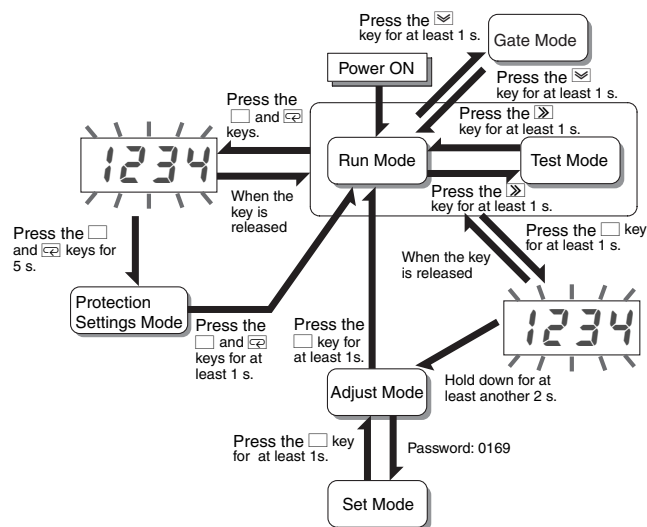 Press the
key for at least 1 s.
Gate Mode
Power ON
Press the
key for at least 1 s.
Press the
and
keys.
Press the
key for at least 1 s.
1234
Run Mode
Test Mode
When the
key is
released
Press the
key for at least 1 s.
Press the
and keys for
5 s.
When the key
is released
Press the key
for at least 1 s.
Protection
Settings Mode
Press the
and
keys for at
least 1 s.
Press the
key for
at least 1s.
1234
Adjust Mode
Hold down for at
least another 2 s.
Press the key
for at least 1s.
Password: 0169
Set Mode